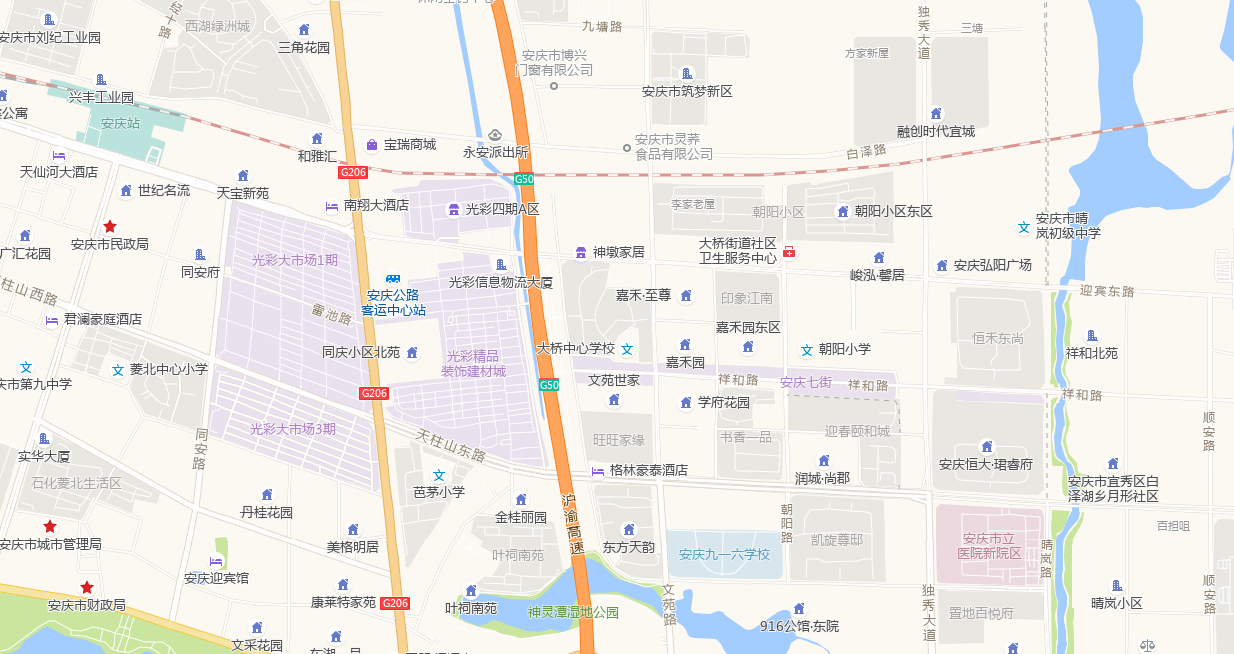 西湖绿洲城
独秀大道
九塘路
三塘
安庆市刘纪工业园
三角花园
方家新屋
安庆市博兴
门窗有限公司
安庆市筑梦新区
兴丰工业园
安庆站
公寓
融创时代宜城
和雅汇
宝瑞商城
永安派出所
安庆市灵荞
食品有限公司
白泽路
天仙河大酒店
G206
G50
世纪名流
天宝新苑
南翔大酒店
光彩四期A区
李家老屋
朝阳小区
朝阳小区东区
安庆市晴
岚初级中学
安庆市民政局
广汇花园
同安府
光彩大市场1期
神墩家居
大桥街道社区
卫生服务中心
峻泓·馨居
安庆弘阳广场
光彩信息物流大厦
天柱山西路
安庆公路
客运中心站
嘉禾·至尊
印象江南
迎宾东路
雷池路
君澜豪庭酒店
嘉禾园东区
恒禾东尚
祥和北苑
同庆小区北苑
光彩精品
装饰建材城
大桥中心学校
嘉禾园
朝阳小学
菱北中心小学
市第九中学
文苑世家
祥和路
安庆七街
祥和路
祥和路
G50
G206
学府花园
光彩大市场3期
同安路
天柱山东路
旺旺家缘
书香一品
迎春颐和城
顺安路
实华大厦
石化菱北生活区
格林豪泰酒店
润城·尚郡
安庆恒大·珺睿府
安庆市宜秀区白
泽湖乡月形社区
芭茅小学
丹桂花园
金桂丽园
沪渝高速
朝阳路
安庆市城市管理局
美格明居
叶祠南苑
东方天韵
安庆九一六学校
凯旋尊邸
安庆市立
医院新院区
晴岚路
百担咀
安庆迎宾馆
安庆市财政局
康莱特家苑
G206
叶祠南苑
神灵潭湿地公园
文苑路
916公馆·东院
独秀大道
置地百悦府
晴岚小区
顺安路
文采花园